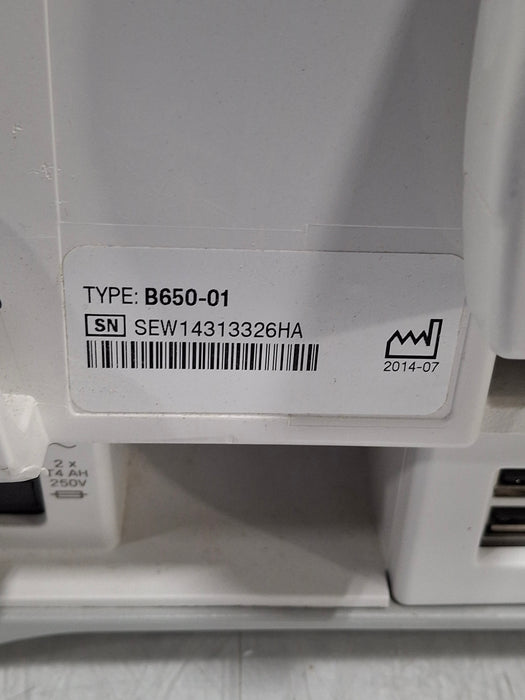 TYPE: B650-01
SN SEW14313326HA
2014-07
2 x
T4 AH
250V